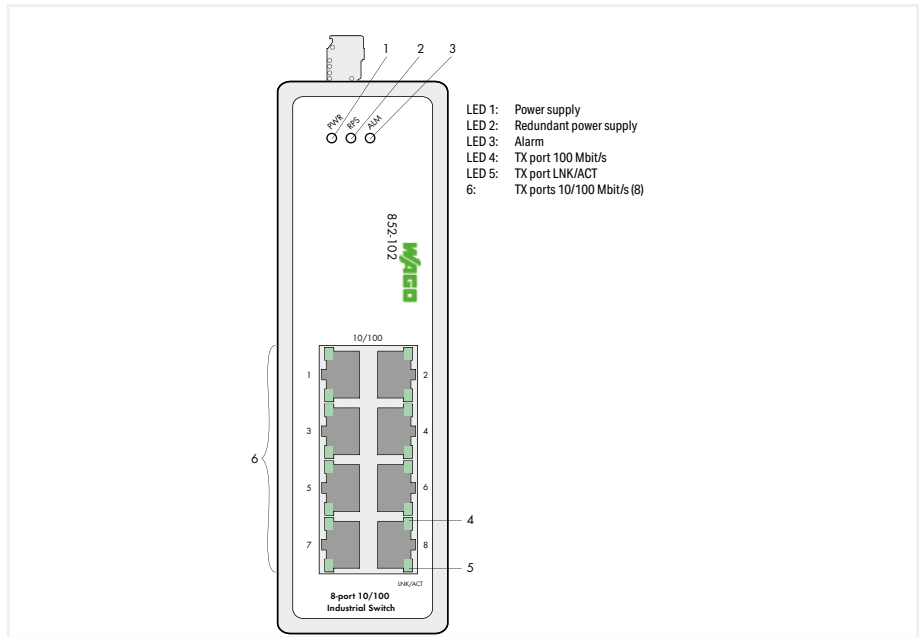 1 2 3
PWR RPS ALM
LED 1: Power supply
LED 2: Redundant power supply
LED 3: Alarm
LED 4: TX port 100 Mbit/s
LED 5: TX port LNK/ACT
6: TX ports 10/100 Mbit/s (8)
852-102
WAGO
10/100
1 2
3 4
6
5 6
4
7 8
5
LNK/ACT
8-port 10/100
Industrial Switch